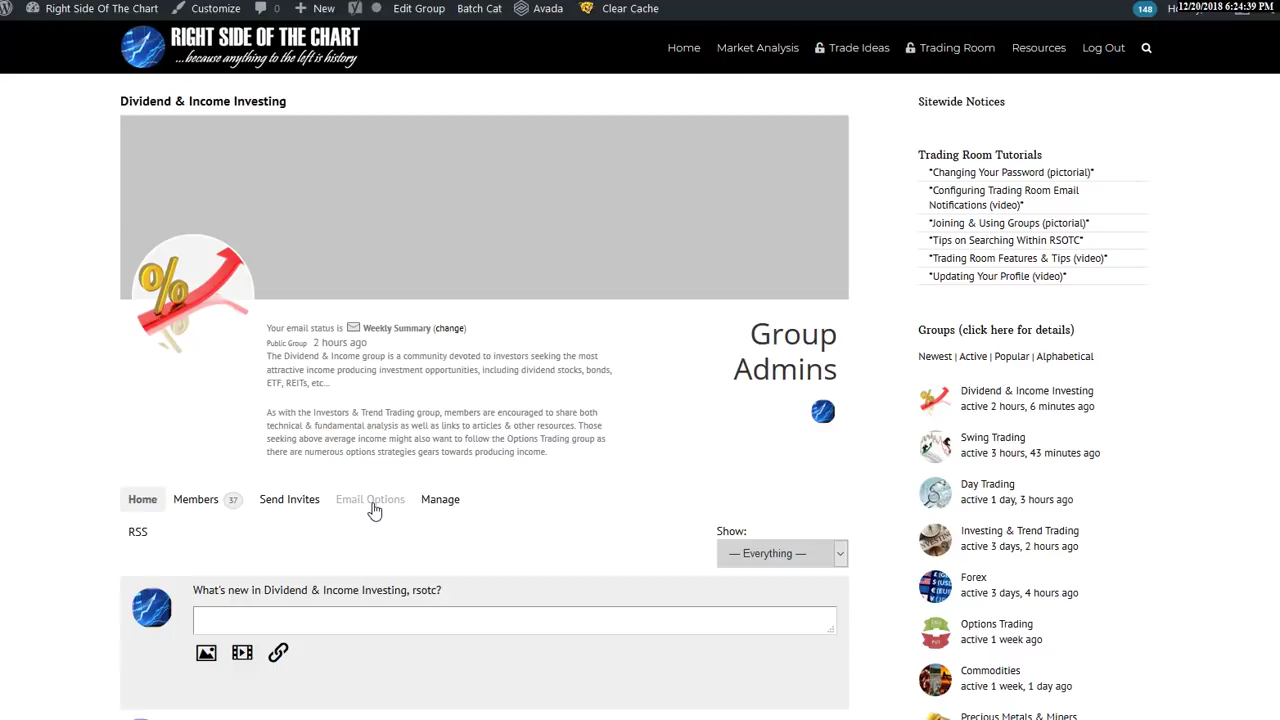 Right Side Of The Chart Customize 0 New Edit Group Batch Cat Avada Clear Cache 148 12/20/2018 6:24:39 PM
RIGHT SIDE OF THE CHART
...because anything to the left is history
Home Market Analysis Trade Ideas Trading Room Resources Log Out
Dividend & Income Investing
Your email status is Weekly Summary (change)
Public Group 2 hours ago
The Dividend & Income group is a community devoted to investors seeking the most
attractive income producing investment opportunities, including dividend stocks, bonds,
ETF, REITs, etc...
As with the Investors & Trend Trading group, members are encouraged to share both
technical & fundamental analysis as well as links to articles & other resources. Those
seeking above average income might also want to follow the Options Trading group as
there are numerous options strategies gears towards producing income.
Group
Admins
Home Members 37 Send Invites Email Options Manage
RSS
Show:
— Everything —
What's new in Dividend & Income Investing, rsotc?
Sitewide Notices
Trading Room Tutorials
*Changing Your Password (pictorial)*
*Configuring Trading Room Email
Notifications (video)*
*Joining & Using Groups (pictorial)*
*Tips on Searching Within RSOTC*
*Trading Room Features & Tips (video)*
*Updating Your Profile (video)*
Groups (click here for details)
Newest | Active | Popular | Alphabetical
Dividend & Income Investing
active 2 hours, 6 minutes ago
Swing Trading
active 3 hours, 43 minutes ago
Day Trading
active 1 day, 3 hours ago
Investing & Trend Trading
active 3 days, 2 hours ago
Forex
active 3 days, 4 hours ago
Options Trading
active 1 week ago
Commodities
active 1 week, 1 day ago
Precious Metals & Miners